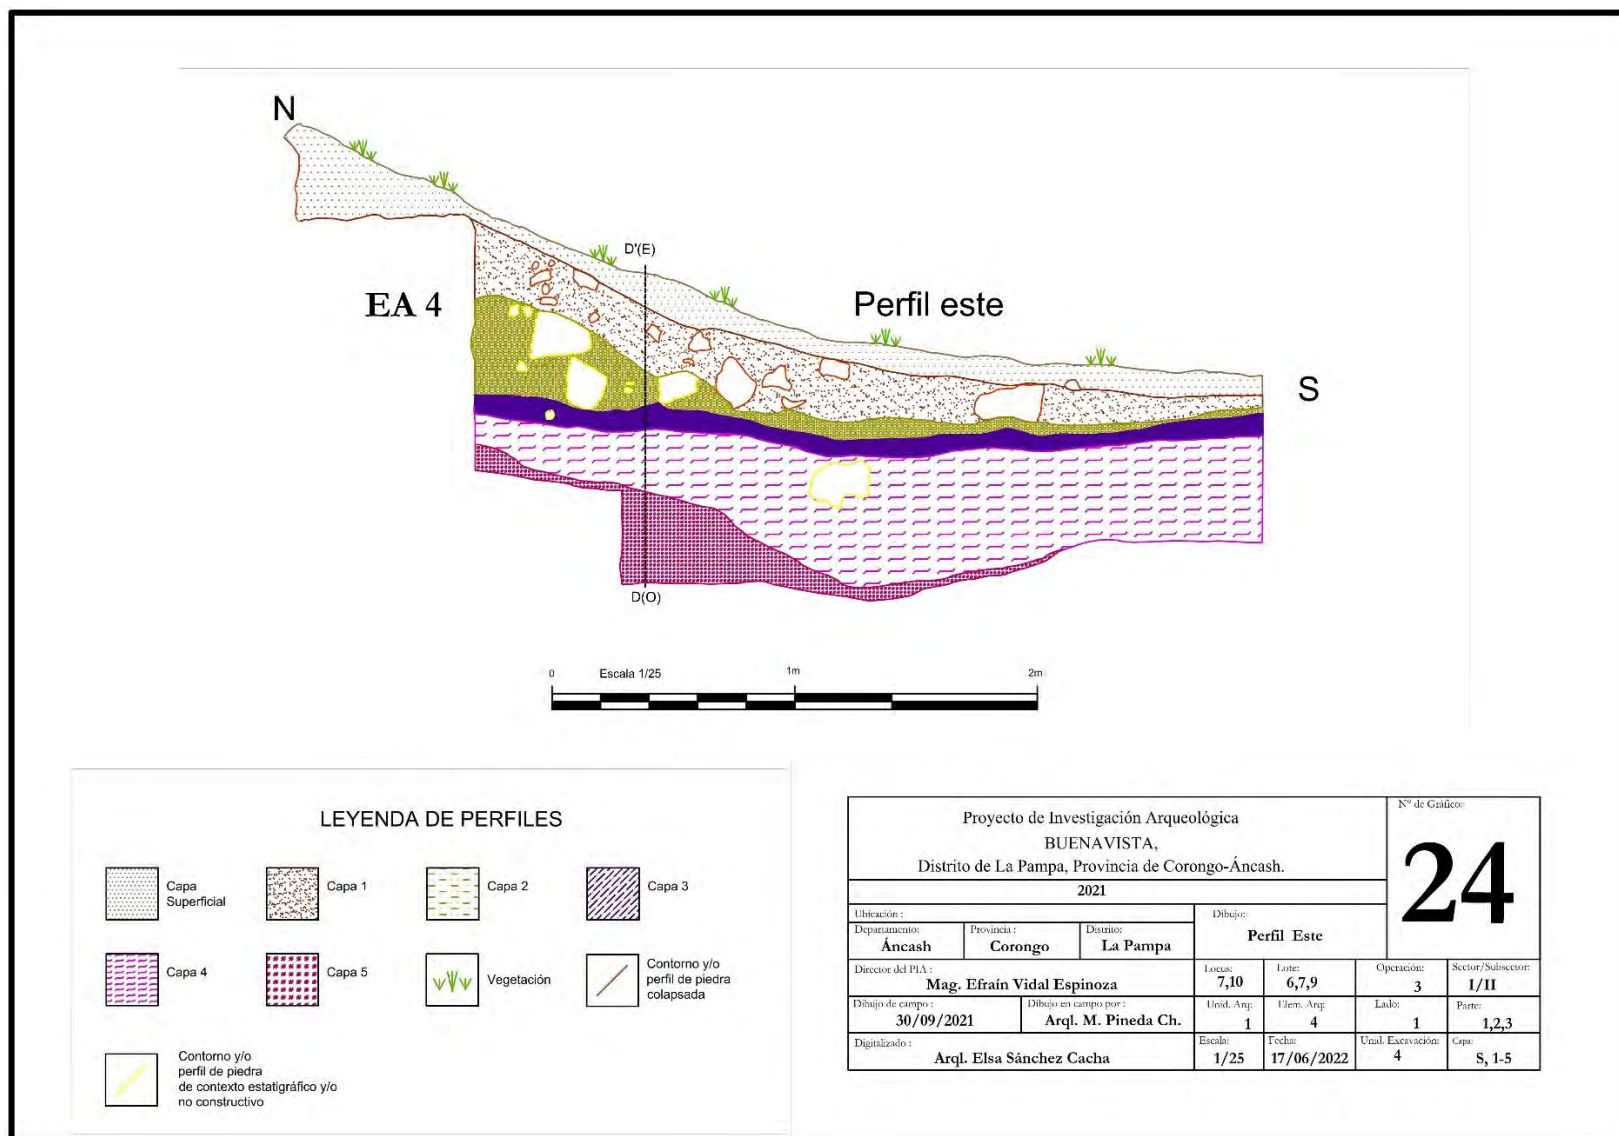 N
D'(E)
EA 4
Perfil este
S
D(O)
0
Escala 1/25
1m
2m
LEYENDA DE PERFILES
Capa
Superficial
Capa 1
Capa 2
Capa 3
Capa 4
Capa 5
Vegetación
Contorno y/o
perfil de piedra
colapsada
Contorno y/o
perfil de piedra
de contexto estatigráfico y/o
no constructivo
Proyecto de Investigación Arqueológica
BUENAVISTA,
Distrito de La Pampa, Provincia de Corongo-Áncash.
2021
N° de Gráfico:
24
Ubicación :
Departamento:
Áncash
Provincia :
Corongo
Distrito:
La Pampa
Dibujo:
Perfil Este
Director del PIA :
Mag. Efraín Vidal Espinoza
Locus:
7,10
Lote:
6,7,9
Operación:
3
Sector/Subsector:
I/II
Dibujo de campo :
30/09/2021
Dibujo en campo por :
Arql. M. Pineda Ch.
Unid. Arq:
1
Elem. Arq:
4
Lado:
1
Parte:
1,2,3
Digitalizado :
Arql. Elsa Sánchez Cacha
Escala:
1/25
Fecha:
17/06/2022
Unid. Excavación:
4
Capa:
S, 1-5